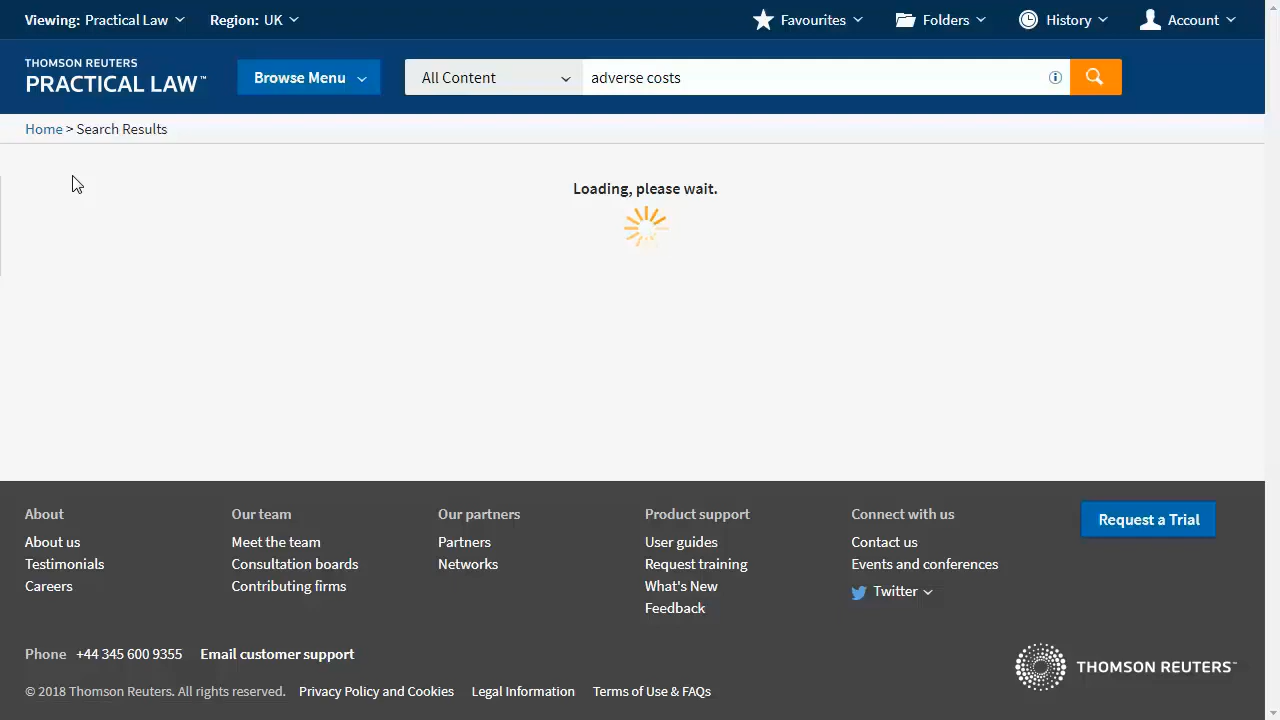 Viewing: Practical Law Region: UK Favourites Folders History Account
THOMSON REUTERS
PRACTICAL LAW™ Browse Menu All Content adverse costs
Home > Search Results
Loading, please wait.
About Our team Our partners Product support Connect with us Request a Trial
About us Meet the team Partners User guides Contact us
Testimonials Consultation boards Networks Request training Events and conferences
Careers Contributing firms What's New Twitter
Feedback
Phone +44 345 600 9355 Email customer support
THOMSON REUTERS™
© 2018 Thomson Reuters. All rights reserved. Privacy Policy and Cookies Legal Information Terms of Use & FAQs